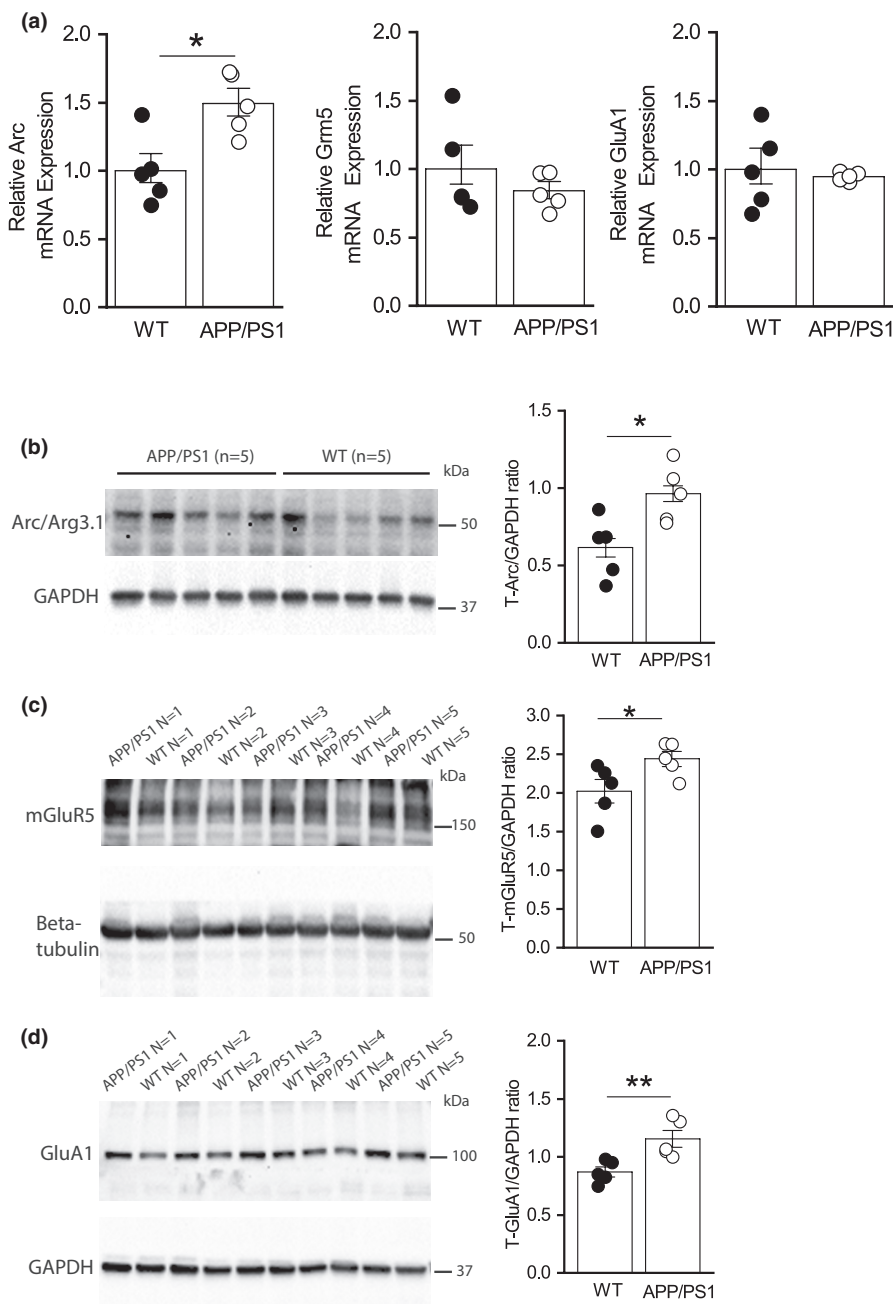 (a)
2.0
1.5
1.0
0.5
0.0
Relative Arc
mRNA Expression
*
WT
APP/PS1
2.0
1.5
1.0
0.5
0.0
Relative Grm5
mRNA Expression
WT
APP/PS1
2.0
1.5
1.0
0.5
0.0
Relative GluA1
mRNA Expression
WT
APP/PS1
(b)
APP/PS1 (n=5)
WT (n=5)
kDa
Arc/Arg3.1
50
GAPDH
37
1.5
1.0
0.5
0.0
T-Arc/GAPDH ratio
*
WT
APP/PS1
(c)
APP/PS1 N=1
WT N=1
APP/PS1 N=2
WT N=2
APP/PS1 N=3
WT N=3
APP/PS1 N=4
WT N=4
APP/PS1 N=5
WT N=5
kDa
mGluR5
150
Beta-
tubulin
50
3.0
2.5
2.0
1.5
1.0
0.5
0.0
T-mGluR5/GAPDH ratio
*
WT
APP/PS1
(d)
APP/PS1 N=1
WT N=1
APP/PS1 N=2
WT N=2
APP/PS1 N=3
WT N=3
APP/PS1 N=4
WT N=4
APP/PS1 N=5
WT N=5
kDa
GluA1
100
GAPDH
37
2.0
1.5
1.0
0.5
0.0
T-GluA1/GAPDH ratio
**
WT
APP/PS1